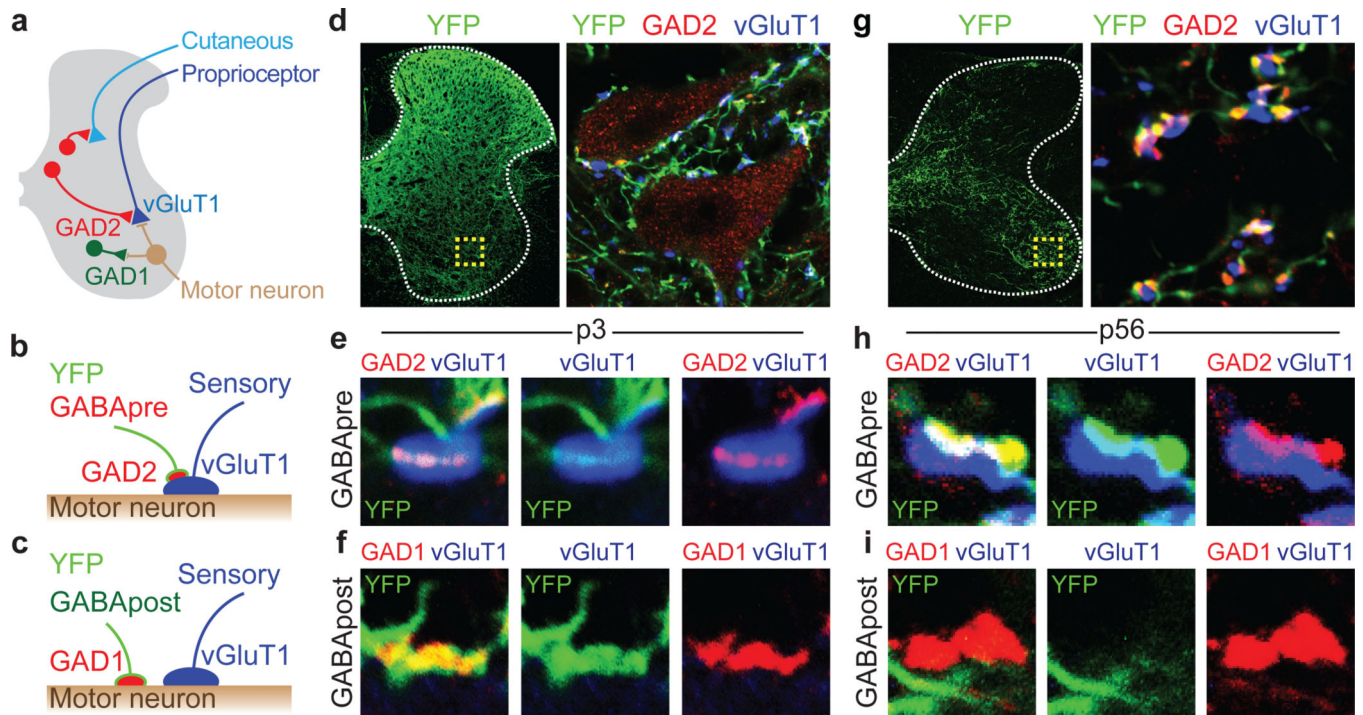 a
Cutaneous
Proprioceptor
vGluT1
GAD2
GAD1
Motor neuron
b
YFP
GABApre
Sensory
GAD2
vGluT1
Motor neuron
c
YFP
GABApost
Sensory
GAD1
vGluT1
Motor neuron
d
YFP
YFP GAD2 vGluT1
p3
e
GAD2 vGluT1
vGluT1
GAD2 vGluT1
GABApre
YFP
YFP
f
GAD1 vGluT1
vGluT1
GAD1 vGluT1
GABApost
YFP
YFP
g
YFP
YFP GAD2 vGluT1
p56
h
GAD2 vGluT1
vGluT1
GAD2 vGluT1
GABApre
YFP
YFP
i
GAD1 vGluT1
vGluT1
GAD1 vGluT1
GABApost
YFP
YFP